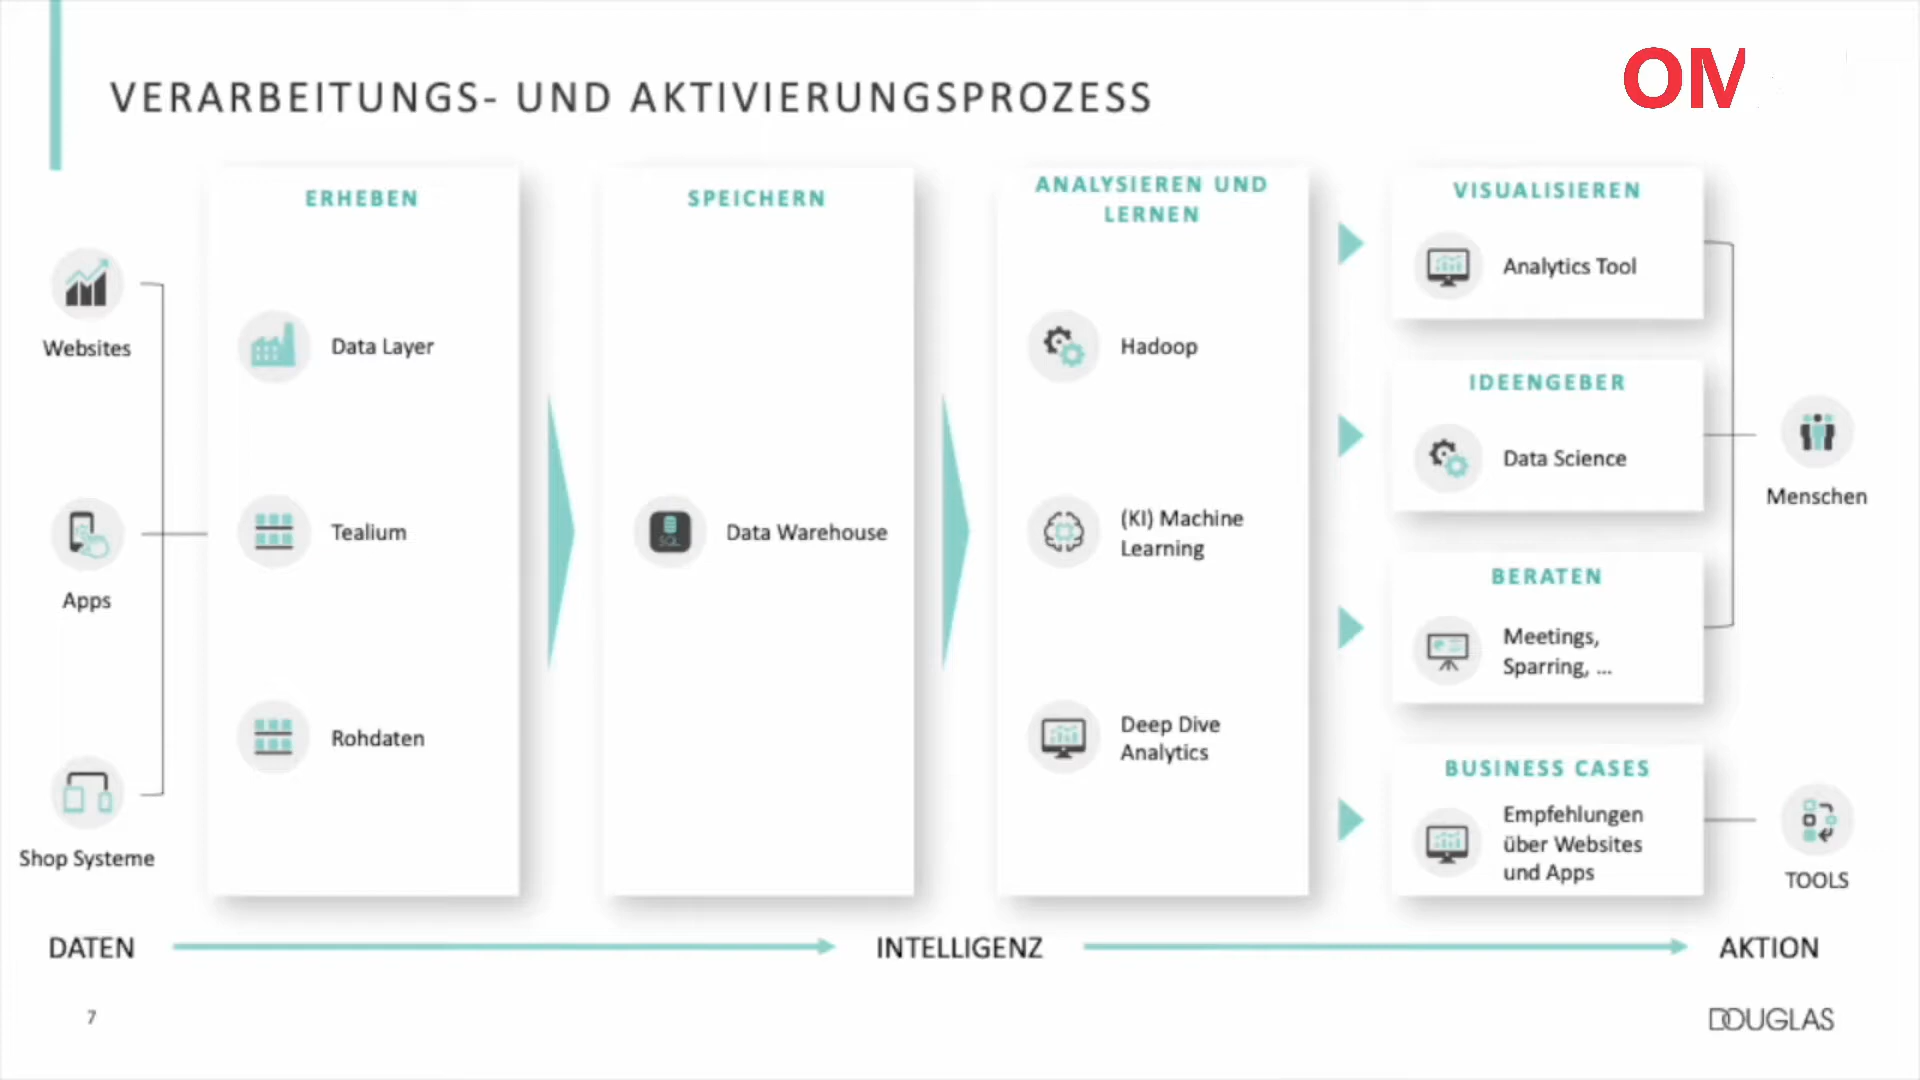 VERARBEITUNGS- UND AKTIVIERUNGSPROZESS
OM
Websites
Apps
Shop Systeme
ERHEBEN
Data Layer
Tealium
Rohdaten
SPEICHERN
SQL
Data Warehouse
ANALYSIEREN UND
LERNEN
Hadoop
(KI) Machine
Learning
Deep Dive
Analytics
VISUALISIEREN
Analytics Tool
IDEENGEBER
Data Science
BERATEN
Meetings,
Sparring, ...
BUSINESS CASES
Empfehlungen
über Websites
und Apps
Menschen
TOOLS
DATEN
INTELLIGENZ
AKTION
7
DOUGLAS